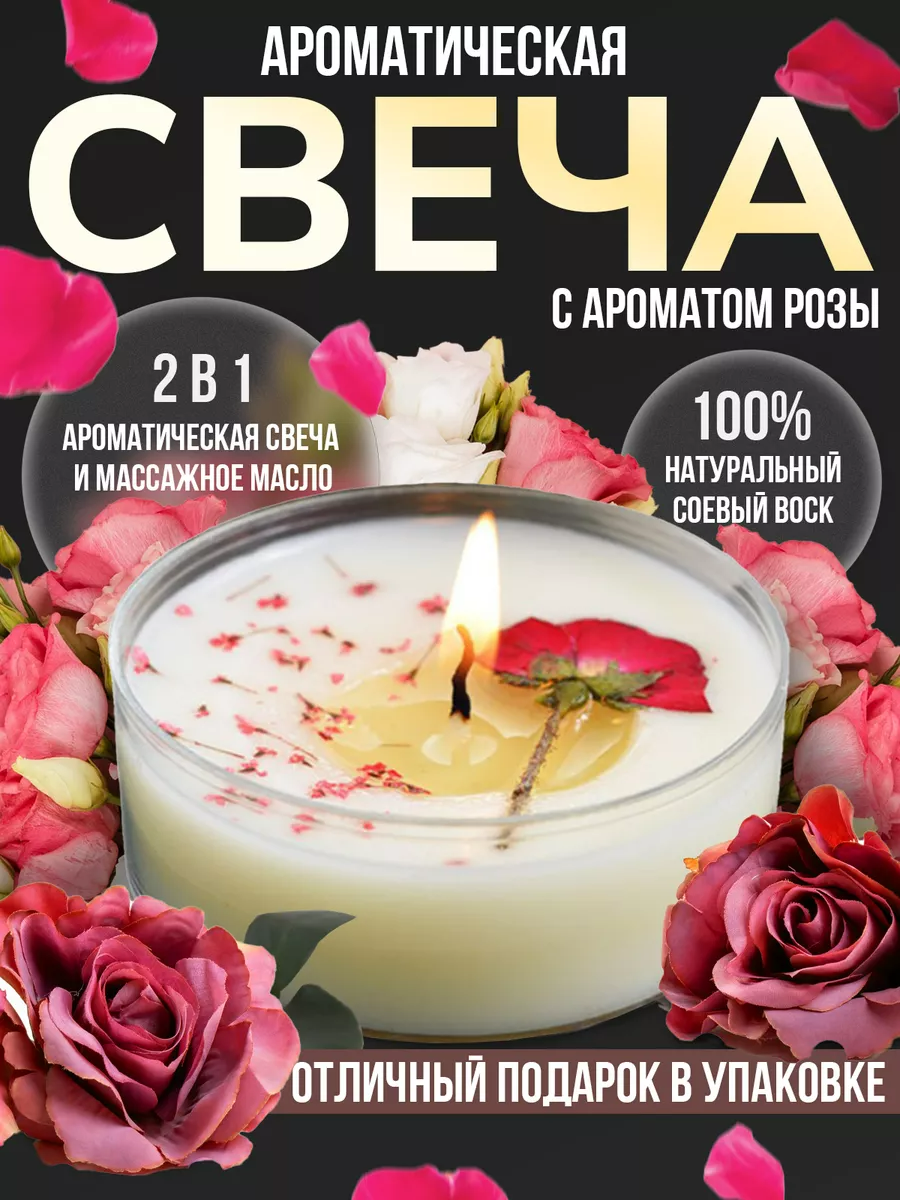 АРОМАТИЧЕСКАЯ
СВЕЧА
С АРОМАТОМ РОЗЫ
2 В 1
АРОМАТИЧЕСКАЯ СВЕЧА
И МАССАЖНОЕ МАСЛО
100%
НАТУРАЛЬНЫЙ
СОЕВЫЙ ВОСК
ОТЛИЧНЫЙ ПОДАРОК В УПАКОВКЕ